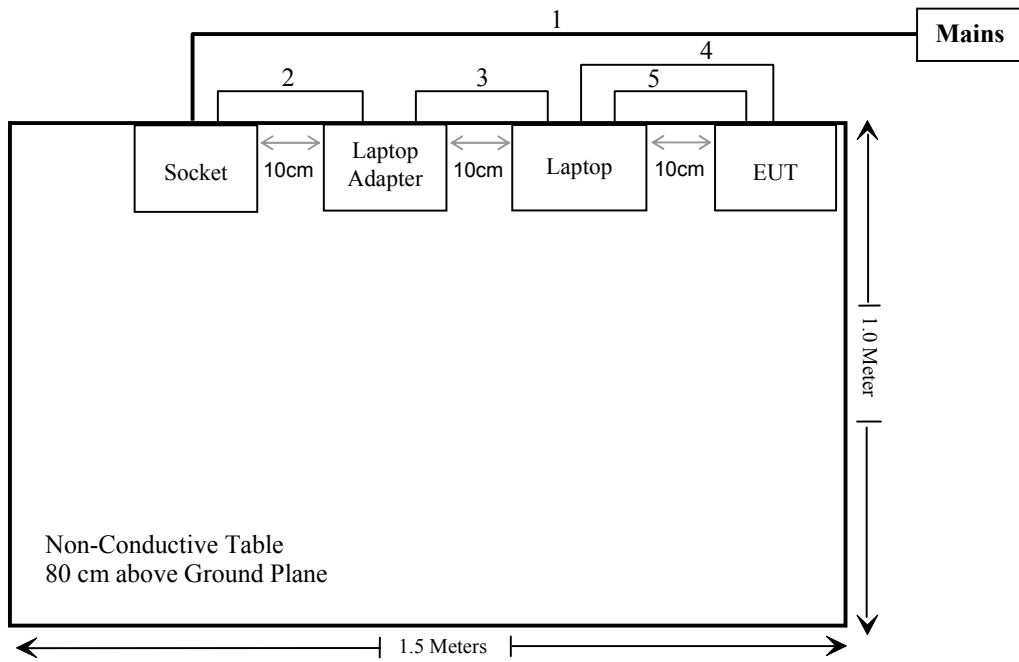 1
Mains
4
2
3
5
Socket
10cm
Laptop
Adapter
10cm
Laptop
10cm
EUT
1.0 Meter
Non-Conductive Table
80 cm above Ground Plane
1.5 Meters